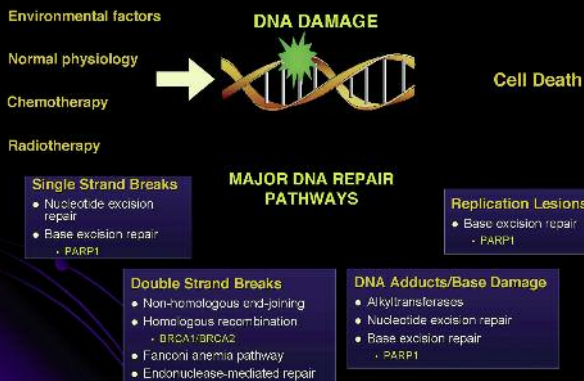 Environmental factors
DNA DAMAGE
Normal physiology
Cell Death
Chemotherapy
Radiotherapy
MAJOR DNA REPAIR
PATHWAYS
Single Strand Breaks
• Nucleotide excision
repair
• Base excision repair
• PARP1
Replication Lesions
• Base excision repair
• PARP1
Double Strand Breaks
• Non-homologous end-joining
• Homologous recombination
• BRCA1/BRCA2
• Fanconi anemia pathway
• Endonuclease-mediated repair
DNA Adducts/Base Damage
• Alkyltransferases
• Nucleotide excision repair
• Base excision repair
• PARP1